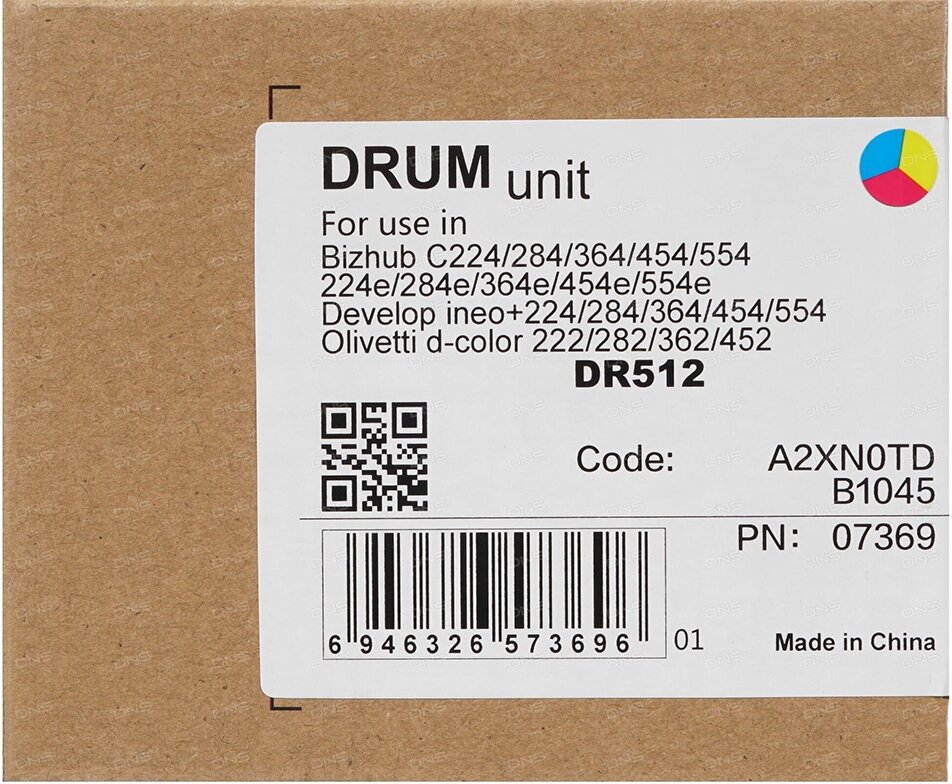 DRUM unit
For use in
Bizhub C224/284/364/454/554
224e/284e/364e/454e/554e
Develop ineo+224/284/364/454/554
Olivetti d-color 222/282/362/452
DR512
Code: A2XN0TD
B1045
PN: 07369
6 946326 573696 01
Made in China